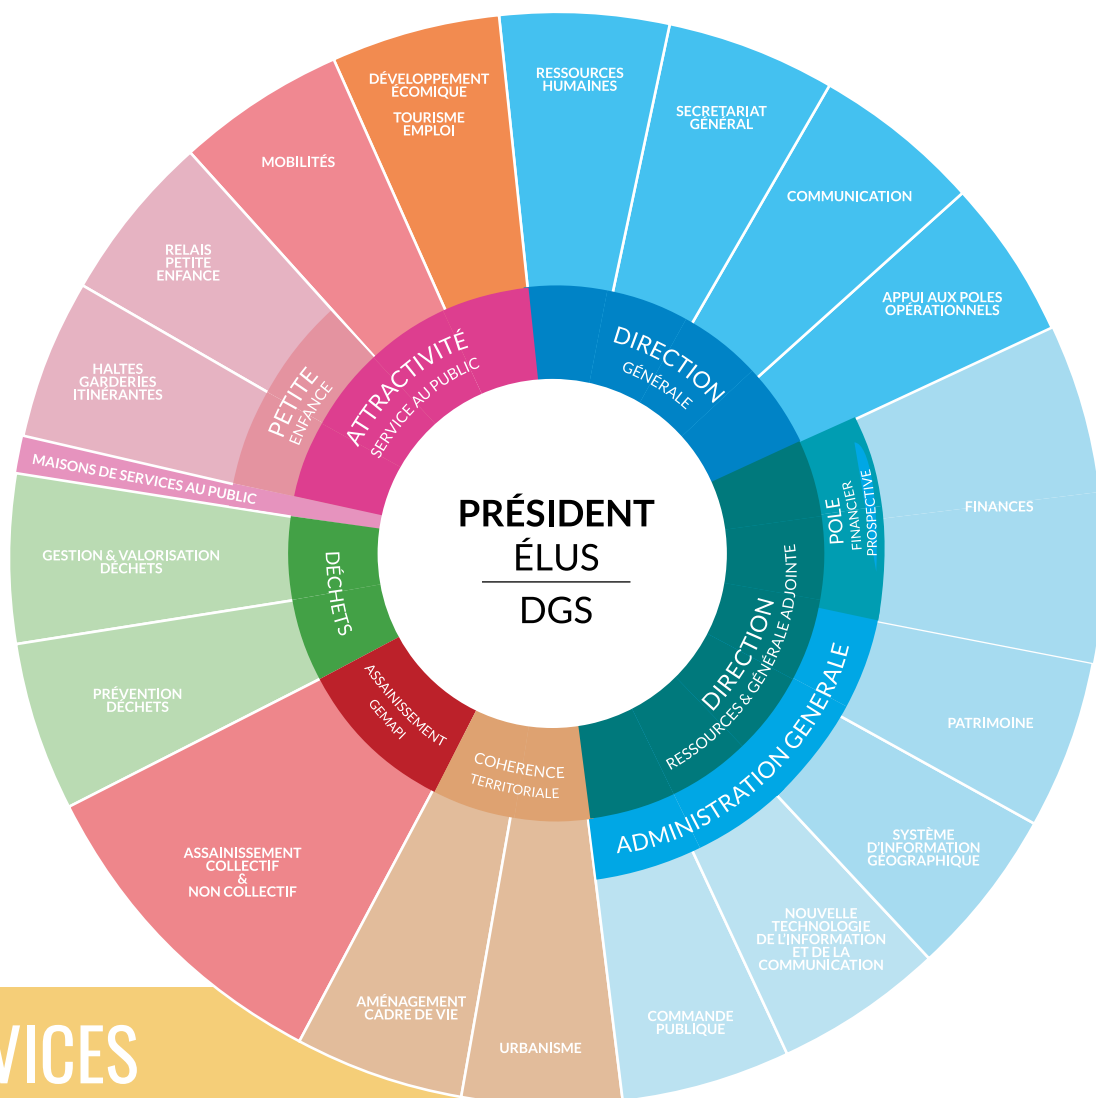 PRÉSIDENT
ÉLUS
DGS
DIRECTION
GÉNÉRALE
RESSOURCES
HUMAINES
SECRETARIAT
GÉNÉRAL
COMMUNICATION
APPUI AUX POLES
OPÉRATIONNELS
DIRECTION
RESSOURCES & GÉNÉRALE ADJOINTE
POLE
FINANCIER
PROSPECTIVE
FINANCES
ADMINISTRATION GENERALE
PATRIMOINE
SYSTÈME
D'INFORMATION
GÉOGRAPHIQUE
NOUVELLE
TECHNOLOGIE
DE L'INFORMATION
ET DE LA
COMMUNICATION
COMMANDE
PUBLIQUE
COHERENCE
TERRITORIALE
URBANISME
AMÉNAGEMENT
CADRE DE VIE
ASSAINISSEMENT
GEMAPI
ASSAINISSEMENT
COLLECTIF
&
NON COLLECTIF
DÉCHETS
PRÉVENTION
DÉCHETS
GESTION & VALORISATION
DÉCHETS
MAISONS DE SERVICES AU PUBLIC
ATTRACTIVITÉ
SERVICE AU PUBLIC
PETITE
ENFANCE
HALTES
GARDERIES
ITINÉRANTES
RELAIS
PETITE
ENFANCE
MOBILITÉS
DÉVELOPPEMENT
ÉCOMIQUE
TOURISME
EMPLOI
VICES